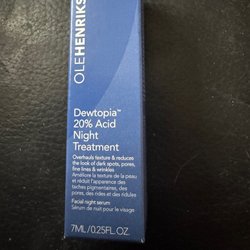 OLEHENRIKS
Dewtopia™
20% Acid
Night
Treatment
Overhauls texture & reduces
the look of dark spots, pores,
fine lines & wrinkles
Améliore la texture de la peau
et réduit l'apparence des
taches pigmentaires, des
pores, des rides et des ridules
Facial night serum
Sérum de nuit pour le visage
7ML/0.25FL.OZ.